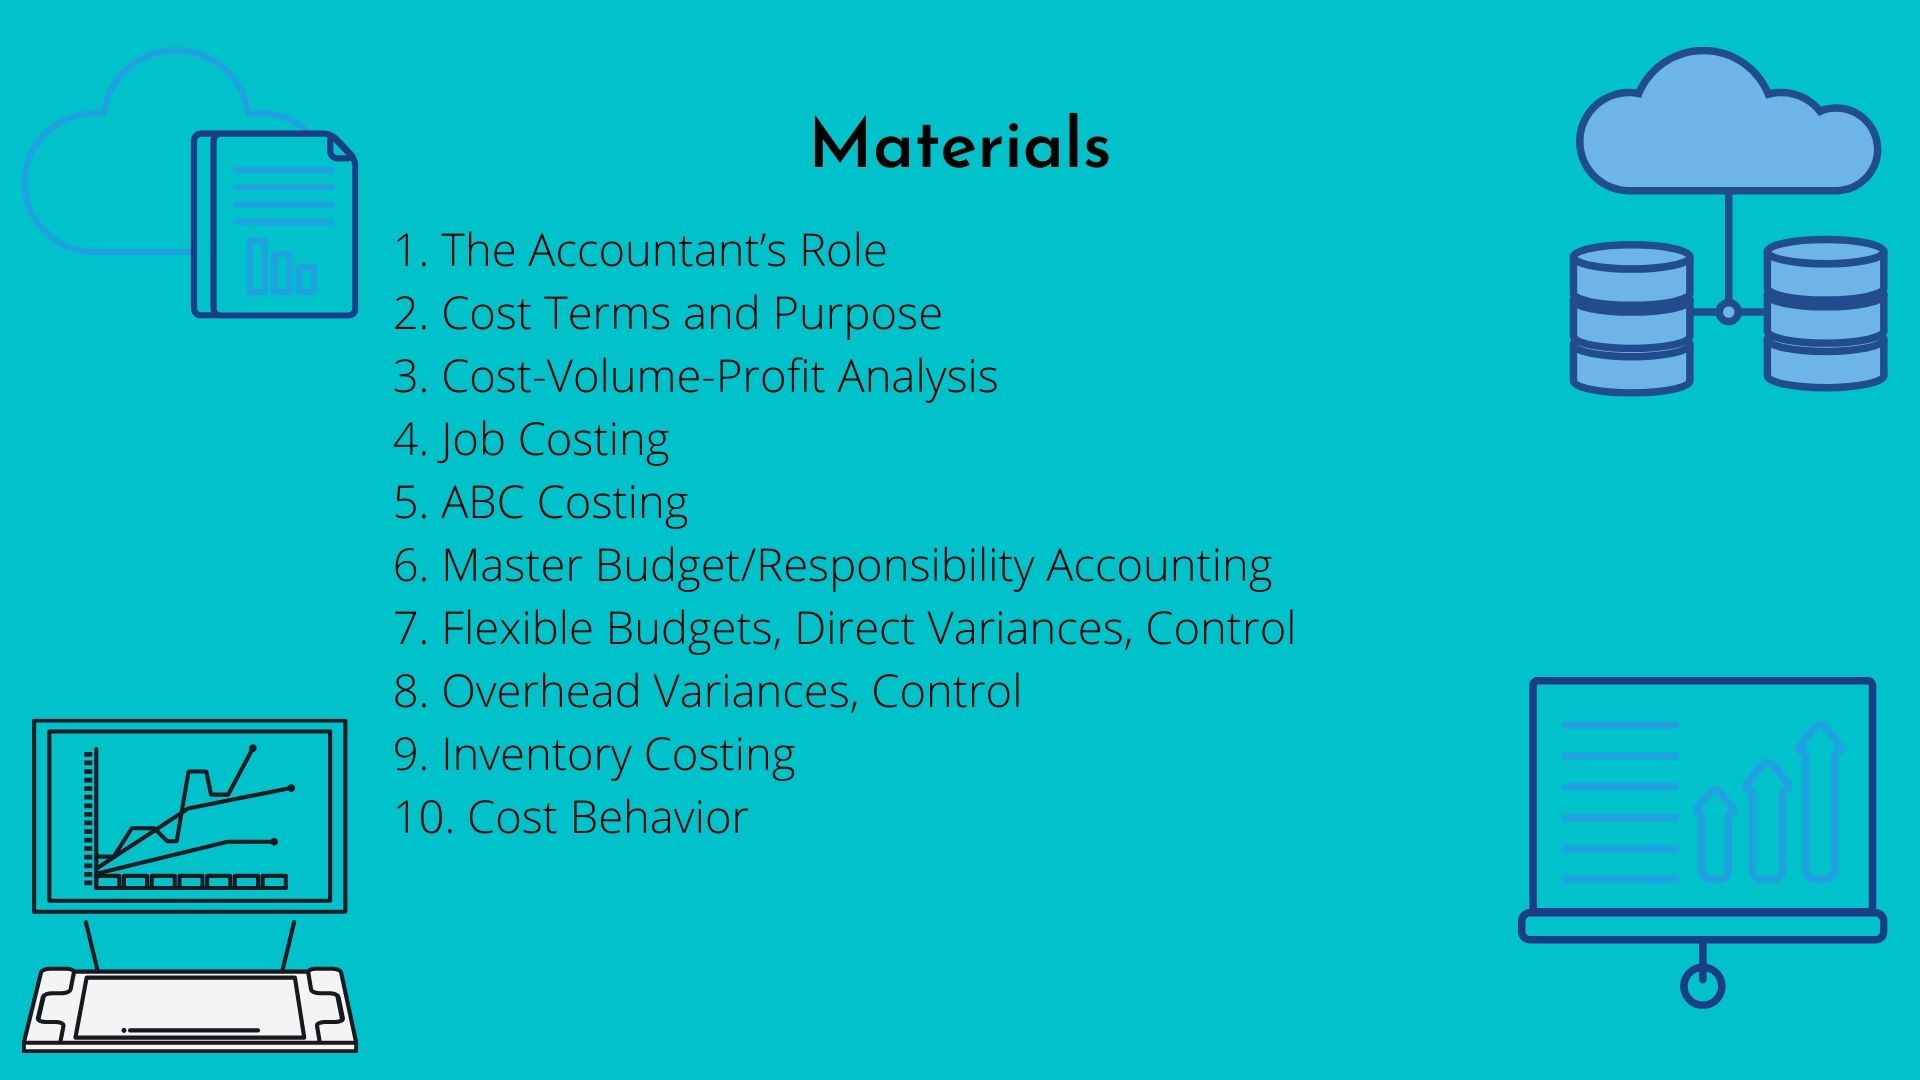 Materials
1. The Accountant’s Role
2. Cost Terms and Purpose
3. Cost-Volume-Profit Analysis
4. Job Costing
5. ABC Costing
6. Master Budget/Responsibility Accounting
7. Flexible Budgets, Direct Variances, Control
8. Overhead Variances, Control
9. Inventory Costing
10. Cost Behavior